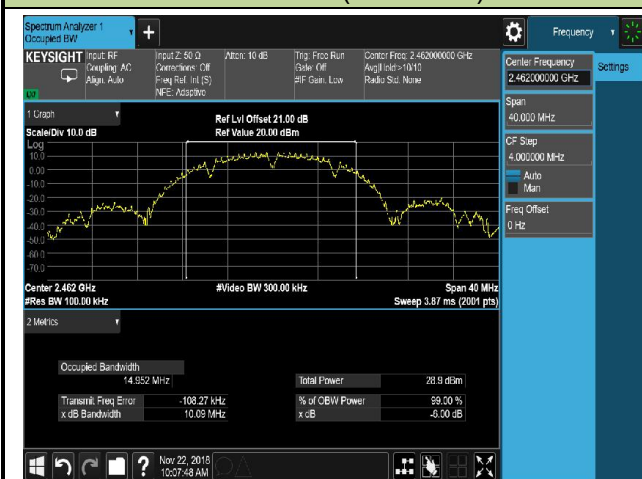 Spectrum Analyzer 1
Occupied BW
Frequency
KEYSIGHT
Input: RF
Coupling: AC
Align: Auto
Input Z: 50 Ω
Corrections: Off
Freq Ref: Int (S)
NFE: Adaptive
Atten: 10 dB
Trig: Free Run
Gate: Off
#IF Gain: Low
Center Freq: 2.462000000 GHz
Avg|Hold:>10/10
Radio Std: None
Center Frequency
2.462000000 GHz
Settings
Span
40.000 MHz
CF Step
4.000000 MHz
Auto
Man
Freq Offset
0 Hz
1 Graph
Scale/Div 10.0 dB
Ref Lvl Offset 21.00 dB
Ref Value 20.00 dBm
Log
10.0
0.00
-10.0
-20.0
-30.0
-40.0
-50.0
-60.0
-70.0
Center 2.462 GHz
#Video BW 300.00 kHz
Span 40 MHz
#Res BW 100.00 kHz
Sweep 3.87 ms (2001 pts)
2 Metrics
Occupied Bandwidth
14.952 MHz
Total Power 28.9 dBm
Transmit Freq Error -108.27 kHz
% of OBW Power 99.00 %
x dB Bandwidth 10.09 MHz
x dB -6.00 dB
?
Nov 22, 2018
10:07:48 AM